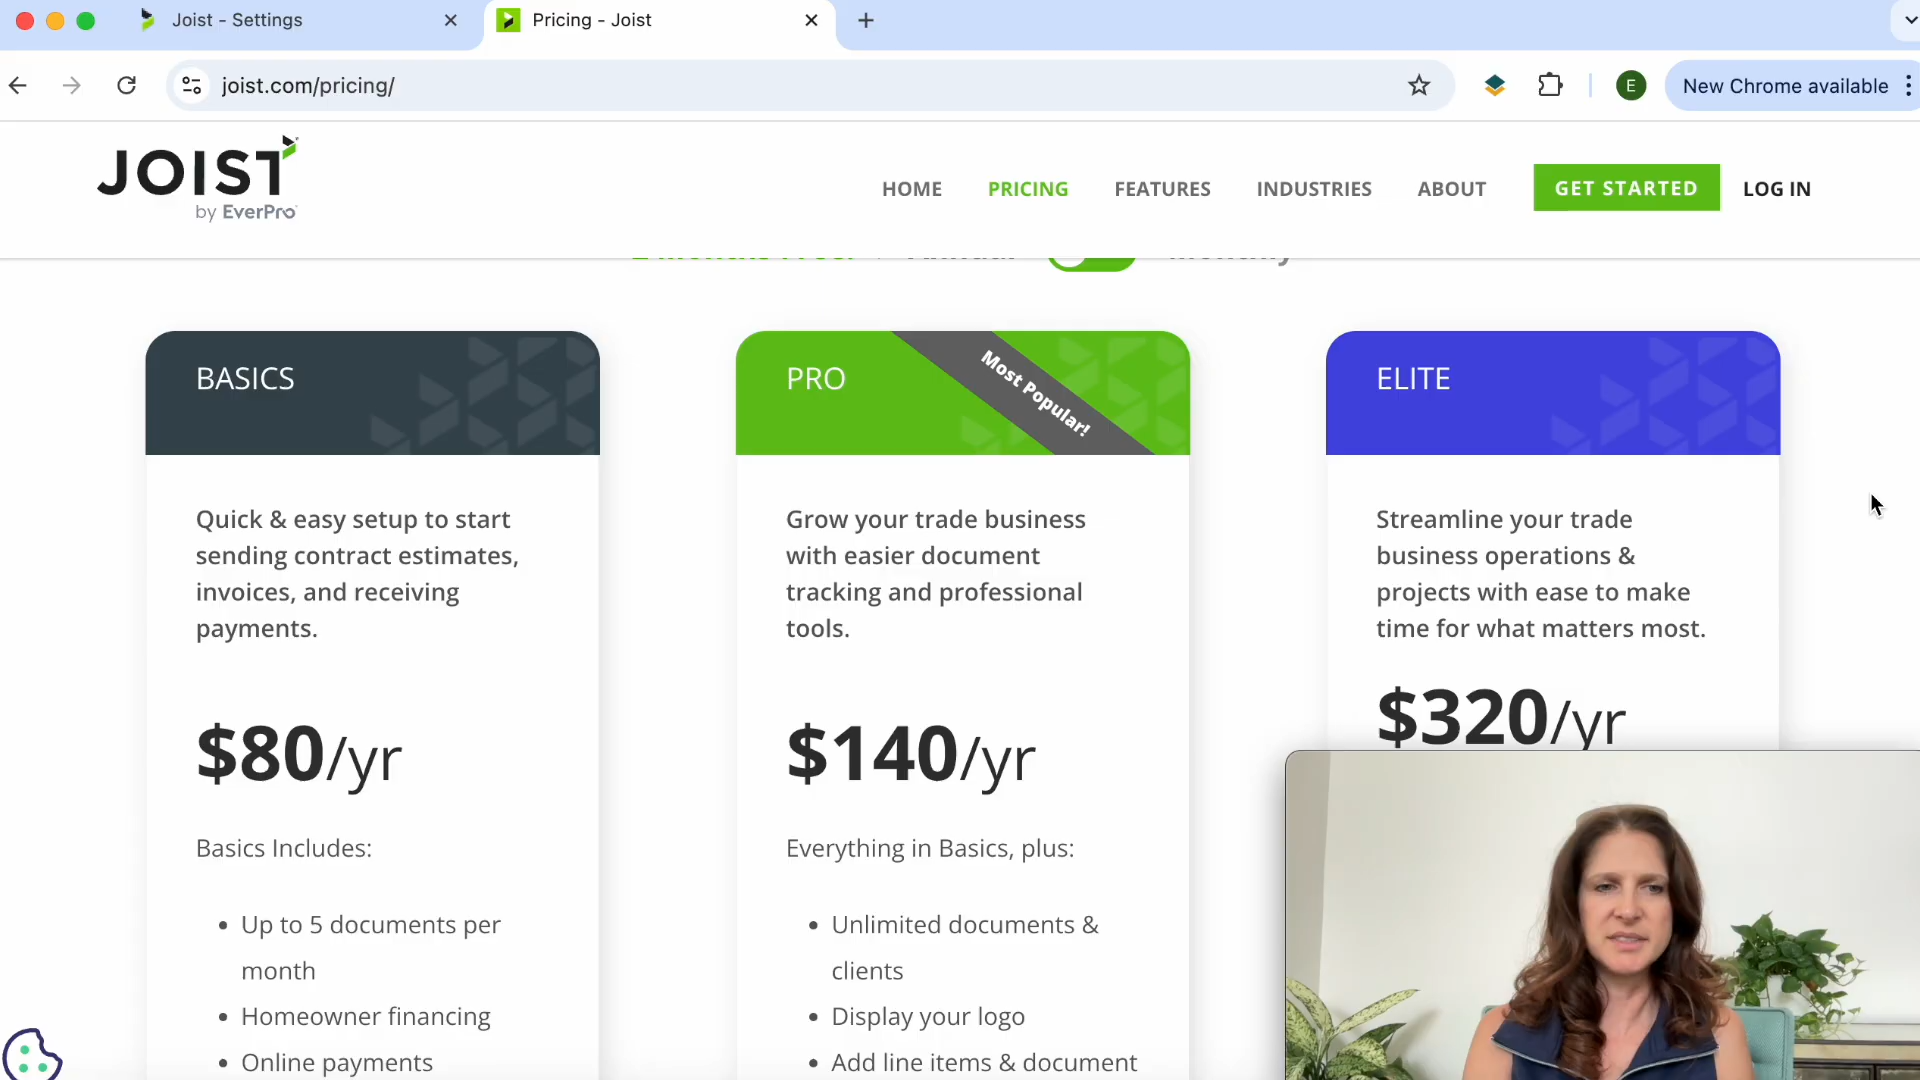 Joist - Settings
Pricing - Joist
joist.com/pricing/
E
New Chrome available
JOIST
by EverPro
HOME
PRICING
FEATURES
INDUSTRIES
ABOUT
GET STARTED
LOG IN
BASICS
Quick & easy setup to start
sending contract estimates,
invoices, and receiving
payments.
$80/yr
Basics Includes:
• Up to 5 documents per
month
• Homeowner financing
• Online payments
PRO
Most Popular!
Grow your trade business
with easier document
tracking and professional
tools.
$140/yr
Everything in Basics, plus:
• Unlimited documents &
clients
• Display your logo
• Add line items & document
ELITE
Streamline your trade
business operations &
projects with ease to make
time for what matters most.
$320/yr